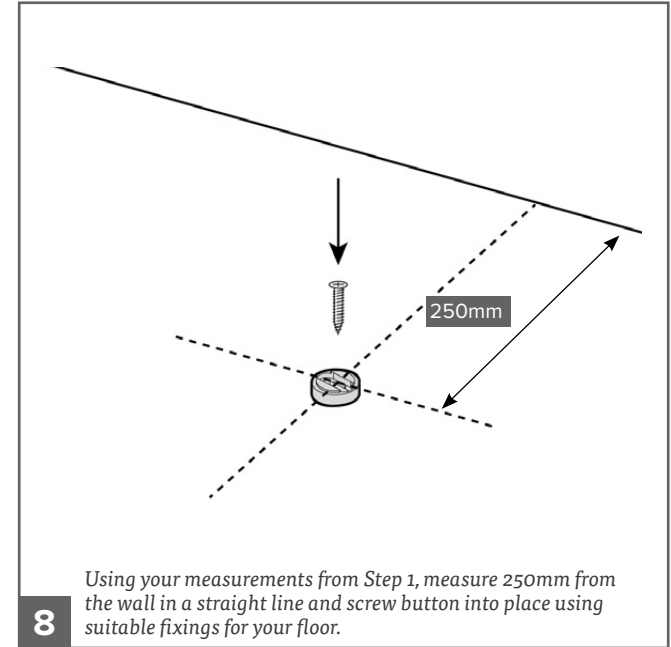 250mm
Using your measurements from Step 1, measure 250mm from
the wall in a straight line and screw button into place using
suitable fixings for your floor.
8